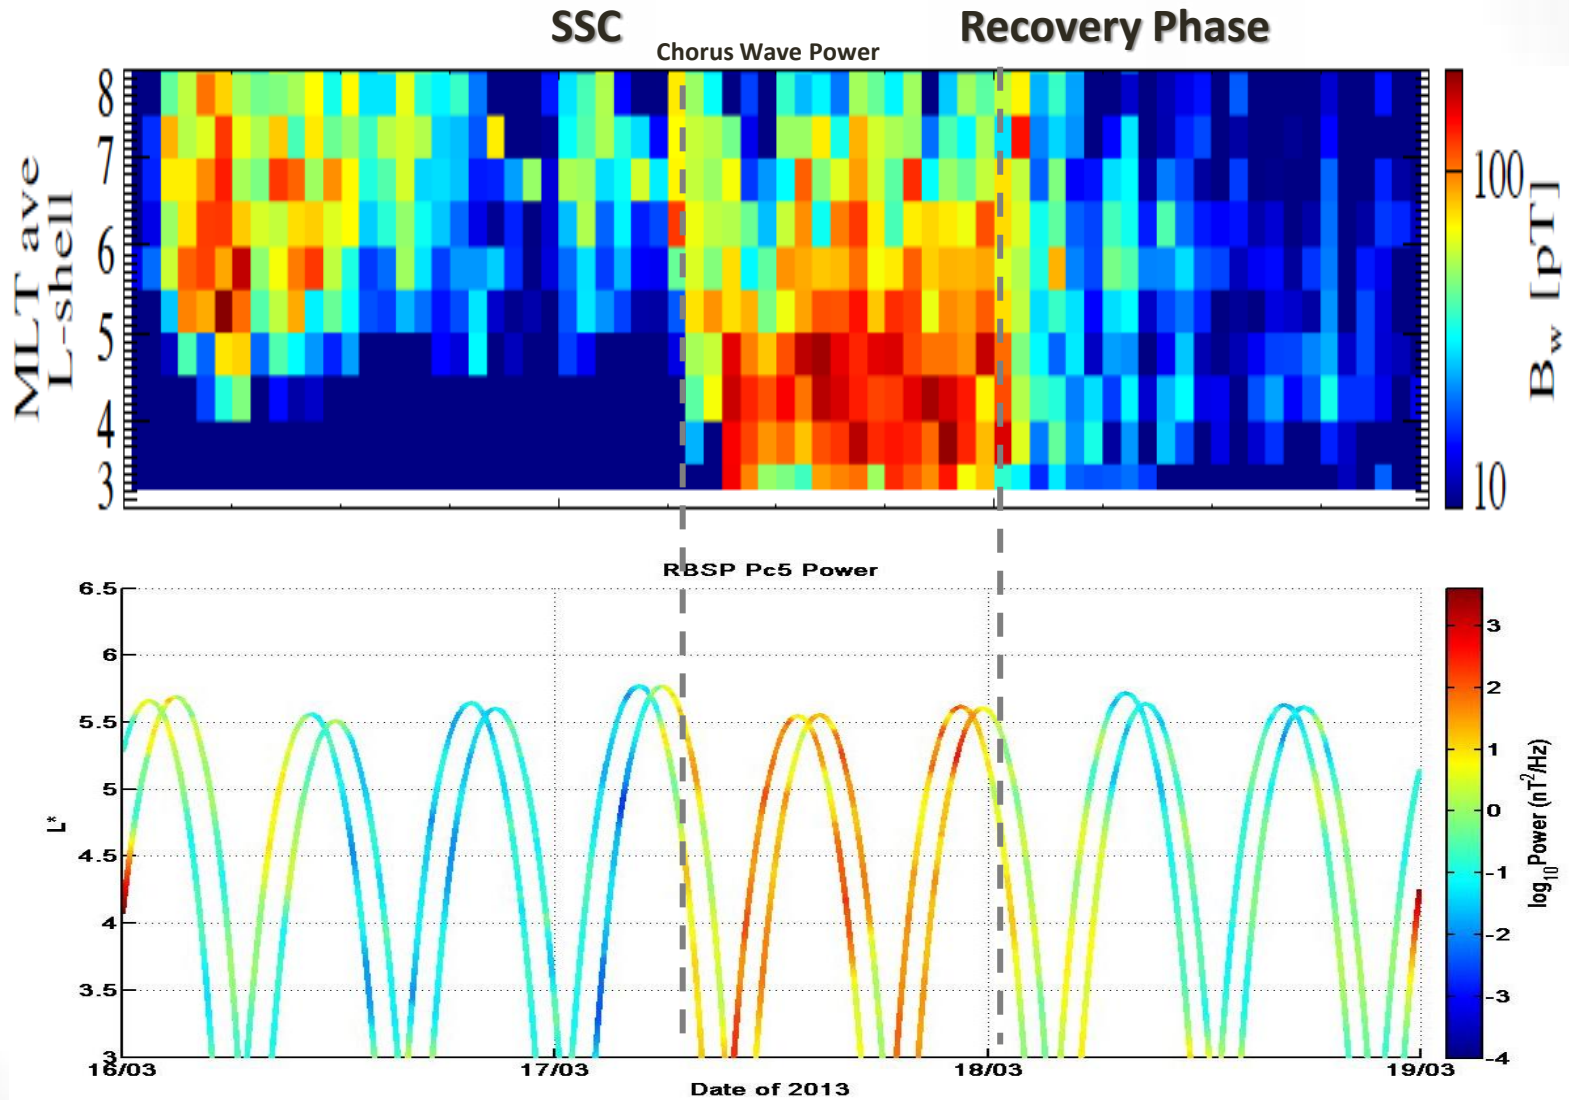 SSC
Recovery Phase
Chorus Wave Power
MLT ave
L-shell
8
7
6
5
4
3
100
10
B_w [pT]
RBSP Pc5 Power
6.5
6
5.5
5
4.5
4
3.5
3
L*
16/03
17/03
18/03
19/03
Date of 2013
3
2
1
0
-1
-2
-3
-4
log₁₀Power (nT²/Hz)